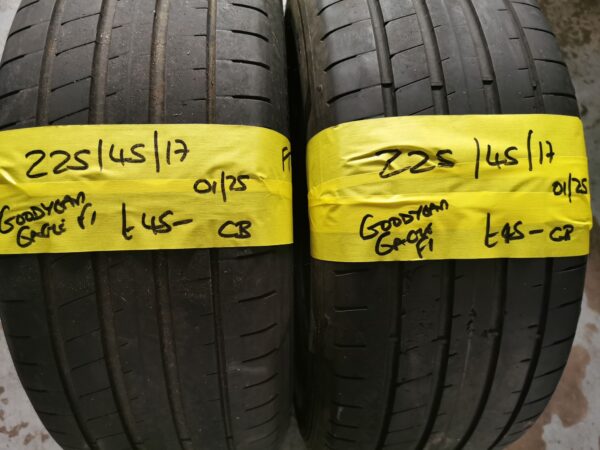 225/45/17
01/25
GOODYEAR
EAGLE F1
£45-
CB
225/45/17
01/25
GOODYEAR
EAGLE
F1
£45-
CB